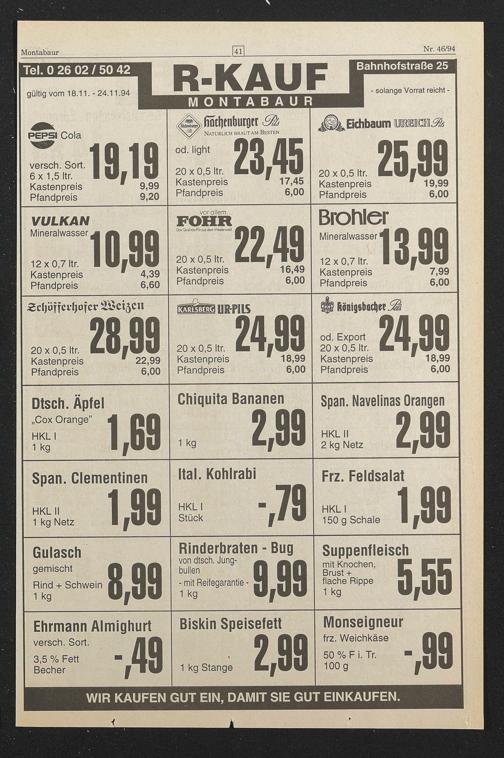 Montabaur
41
Nr. 46/94
Tel. 0 26 02 / 50 42
gültig vom 18.11. - 24.11.94
R-KAUF
MONTABAUR
Bahnhofstraße 25
- solange Vorrat reicht -
PEPSI Cola
versch. Sort.
6 x 1,5 ltr.
Kastenpreis 9,99
Pfandpreis 9,20
19,19
Hachenburger Pils
NATÜRLICH BRAUT AM BESTEN
od. light
20 x 0,5 ltr.
Kastenpreis 17,45
Pfandpreis 6,00
23,45
Eichbaum UREICH Pils
20 x 0,5 ltr.
Kastenpreis 19,99
Pfandpreis 6,00
25,99
VULKAN
Mineralwasser
12 x 0,7 ltr.
Kastenpreis 4,39
Pfandpreis 6,60
10,99
vor allem
FOHR
20 x 0,5 ltr.
Kastenpreis 16,49
Pfandpreis 6,00
22,49
Brohler
Mineralwasser
12 x 0,7 ltr.
Kastenpreis 7,99
Pfandpreis 6,00
13,99
Schöfferhofer Weizen
20 x 0,5 ltr.
Kastenpreis 22,99
Pfandpreis 6,00
28,99
KARLSBERG UR-PILS
20 x 0,5 ltr.
Kastenpreis 18,99
Pfandpreis 6,00
24,99
Königsbacher Pils
od. Export
20 x 0,5 ltr.
Kastenpreis 18,99
Pfandpreis 6,00
24,99
Dtsch. Äpfel
„Cox Orange"
HKL I
1 kg
1,69
Chiquita Bananen
1 kg
2,99
Span. Navelinas Orangen
HKL II
2 kg Netz
2,99
Span. Clementinen
HKL II
1 kg Netz
1,99
Ital. Kohlrabi
HKL I
Stück
-,79
Frz. Feldsalat
HKL I
150 g Schale
1,99
Gulasch
gemischt
Rind + Schwein
1 kg
8,99
Rinderbraten - Bug
von dtsch. Jung-
bullen
- mit Reifegarantie -
1 kg
9,99
Suppenfleisch
mit Knochen,
Brust +
flache Rippe
1 kg
5,55
Ehrmann Almighurt
versch. Sort.
3,5 % Fett
Becher
-,49
Biskin Speisefett
1 kg Stange
2,99
Monseigneur
frz. Weichkäse
50 % F i. Tr.
100 g
-,99
WIR KAUFEN GUT EIN, DAMIT SIE GUT EINKAUFEN.